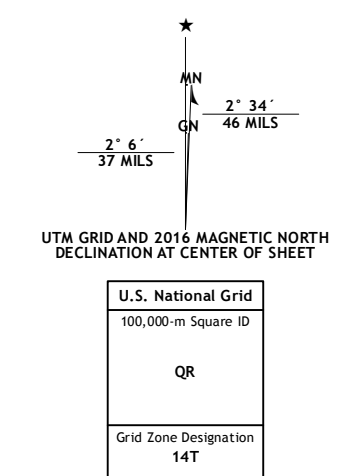 ★
MN
2° 34´
46 MILS
GN
2° 6´
37 MILS
UTM GRID AND 2016 MAGNETIC NORTH
DECLINATION AT CENTER OF SHEET
U.S. National Grid
100,000-m Square ID
QR
Grid Zone Designation
14T